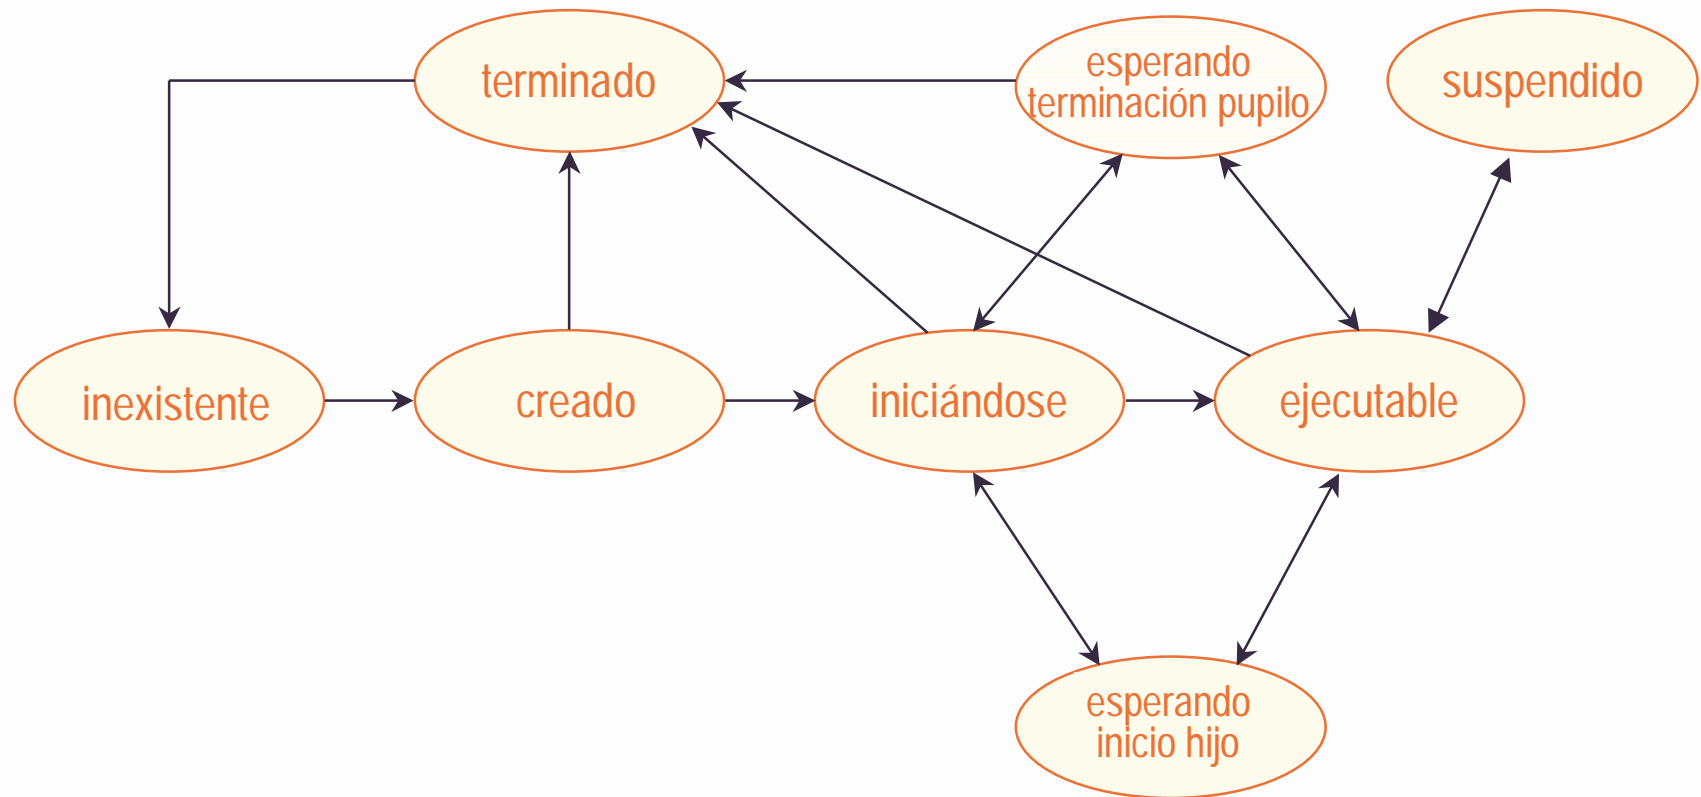 terminado
esperando
terminación pupilo
suspendido
inexistente
creado
iniciándose
ejecutable
esperando
inicio hijo